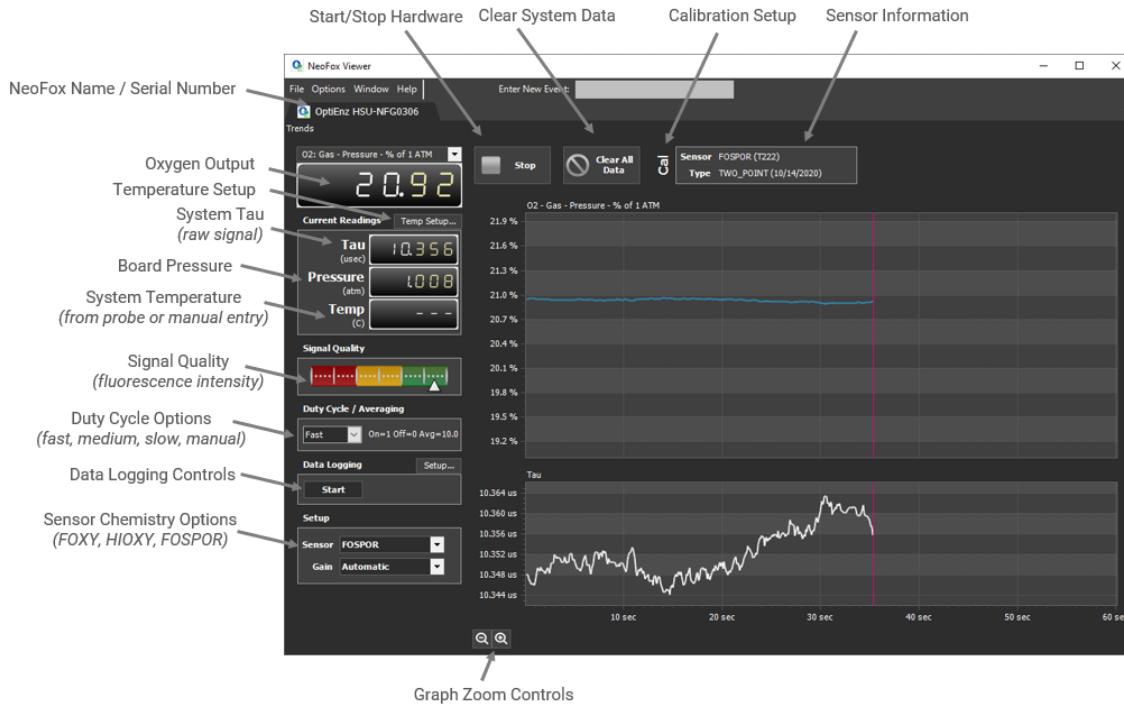 Start/Stop Hardware
Clear System Data
Calibration Setup
Sensor Information
NeoFox Viewer
NeoFox Name / Serial Number
File Options Window Help
Enter New Event:
OptiEnz HSU-NFG0306
Trends
Oxygen Output
O2: Gas - Pressure - % of 1 ATM
20.92
Stop
Clear All
Data
Cal
Sensor FOSPOR (T222)
Type TWO_POINT (10/14/2020)
Temperature Setup
Current Readings
Temp Setup...
System Tau
(raw signal)
Tau
(usec)
10.356
Board Pressure
Pressure
(atm)
1.008
System Temperature
(from probe or manual entry)
Temp
(C)
- - -
Signal Quality
(fluorescence intensity)
Signal Quality
Duty Cycle Options
(fast, medium, slow, manual)
Duty Cycle / Averaging
Fast
On=1 Off=0 Avg=10.0
Data Logging Controls
Data Logging
Setup...
Start
Sensor Chemistry Options
(FOXY, HIOXY, FOSPOR)
Setup
Sensor FOSPOR
Gain Automatic
O2 - Gas - Pressure - % of 1 ATM
21.9 %
21.6 %
21.3 %
21.0 %
20.7 %
20.4 %
20.1 %
19.8 %
19.5 %
19.2 %
Tau
10.364 us
10.360 us
10.356 us
10.352 us
10.348 us
10.344 us
10 sec
20 sec
30 sec
40 sec
50 sec
60 se
Graph Zoom Controls